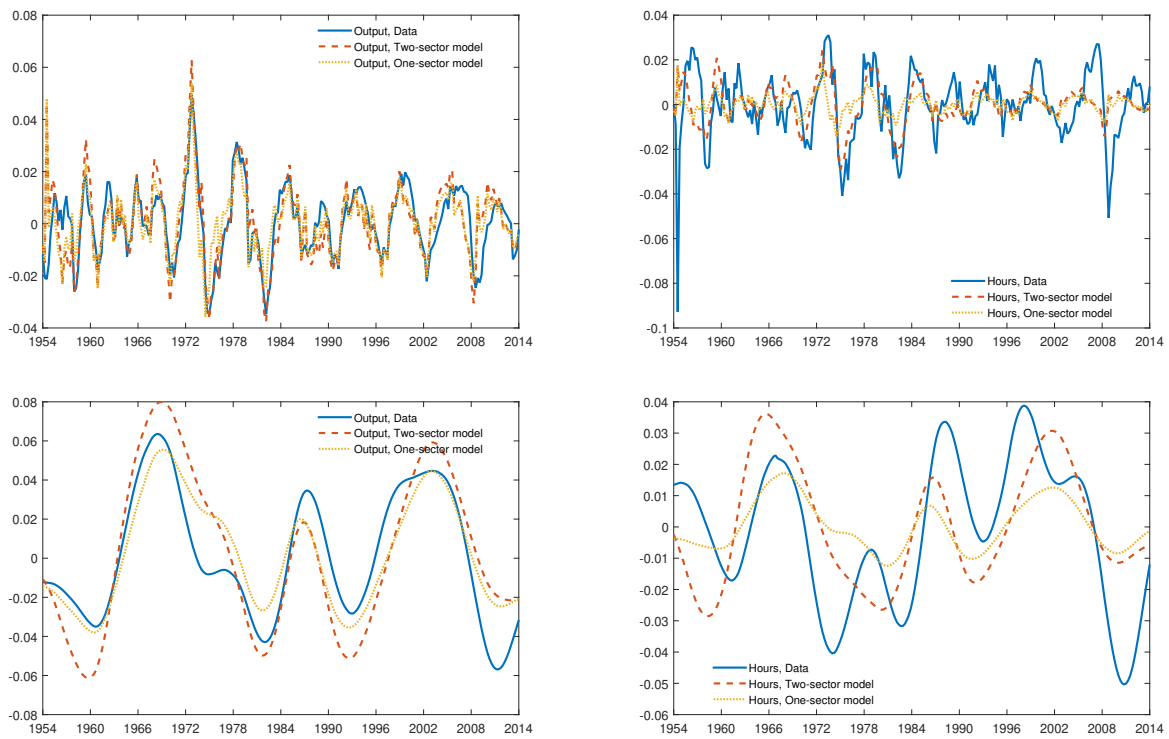 0.08
0.06
0.04
0.02
0
-0.02
-0.04
1954 1960 1966 1972 1978 1984 1990 1996 2002 2008 2014
Output, Data
Output, Two-sector model
Output, One-sector model
0.04
0.02
0
-0.02
-0.04
-0.06
-0.08
-0.1
1954 1960 1966 1972 1978 1984 1990 1996 2002 2008 2014
Hours, Data
Hours, Two-sector model
Hours, One-sector model
0.08
0.06
0.04
0.02
0
-0.02
-0.04
-0.06
-0.08
1954 1960 1966 1972 1978 1984 1990 1996 2002 2008 2014
Output, Data
Output, Two-sector model
Output, One-sector model
0.04
0.03
0.02
0.01
0
-0.01
-0.02
-0.03
-0.04
-0.05
-0.06
1954 1960 1966 1972 1978 1984 1990 1996 2002 2008 2014
Hours, Data
Hours, Two-sector model
Hours, One-sector model